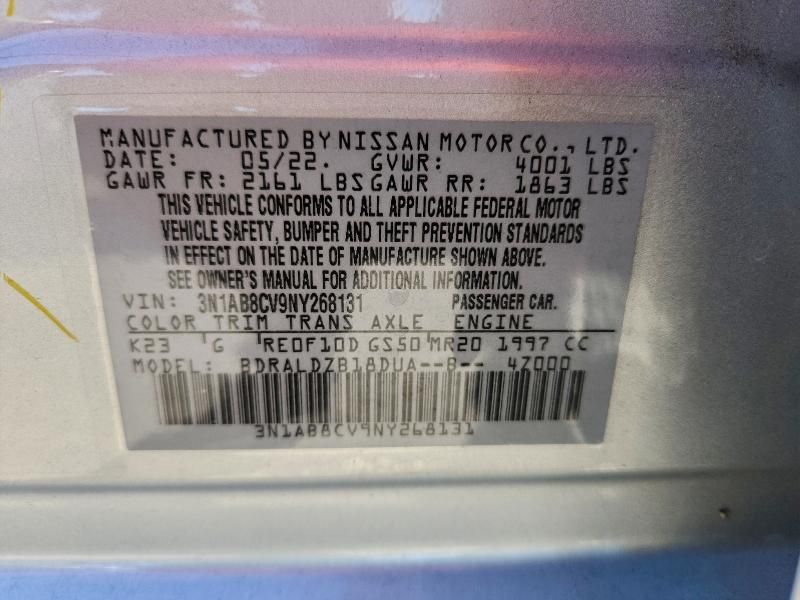 MANUFACTURED BY NISSAN MOTOR CO., LTD.
DATE: 05/22. GVWR: 4001 LBS
GAWR FR: 2161 LBS GAWR RR: 1863 LBS
THIS VEHICLE CONFORMS TO ALL APPLICABLE FEDERAL MOTOR
VEHICLE SAFETY, BUMPER AND THEFT PREVENTION STANDARDS
IN EFFECT ON THE DATE OF MANUFACTURE SHOWN ABOVE.
SEE OWNER'S MANUAL FOR ADDITIONAL INFORMATION.
VIN: 3N1AB8CV9NY268131 PASSENGER CAR.
COLOR TRIM TRANS AXLE ENGINE
K23 G RE0F10D GS50 MR20 1997 CC
MODEL: BDRALDZB18DUA--B-- 4Z000
3N1AB8CV9NY268131